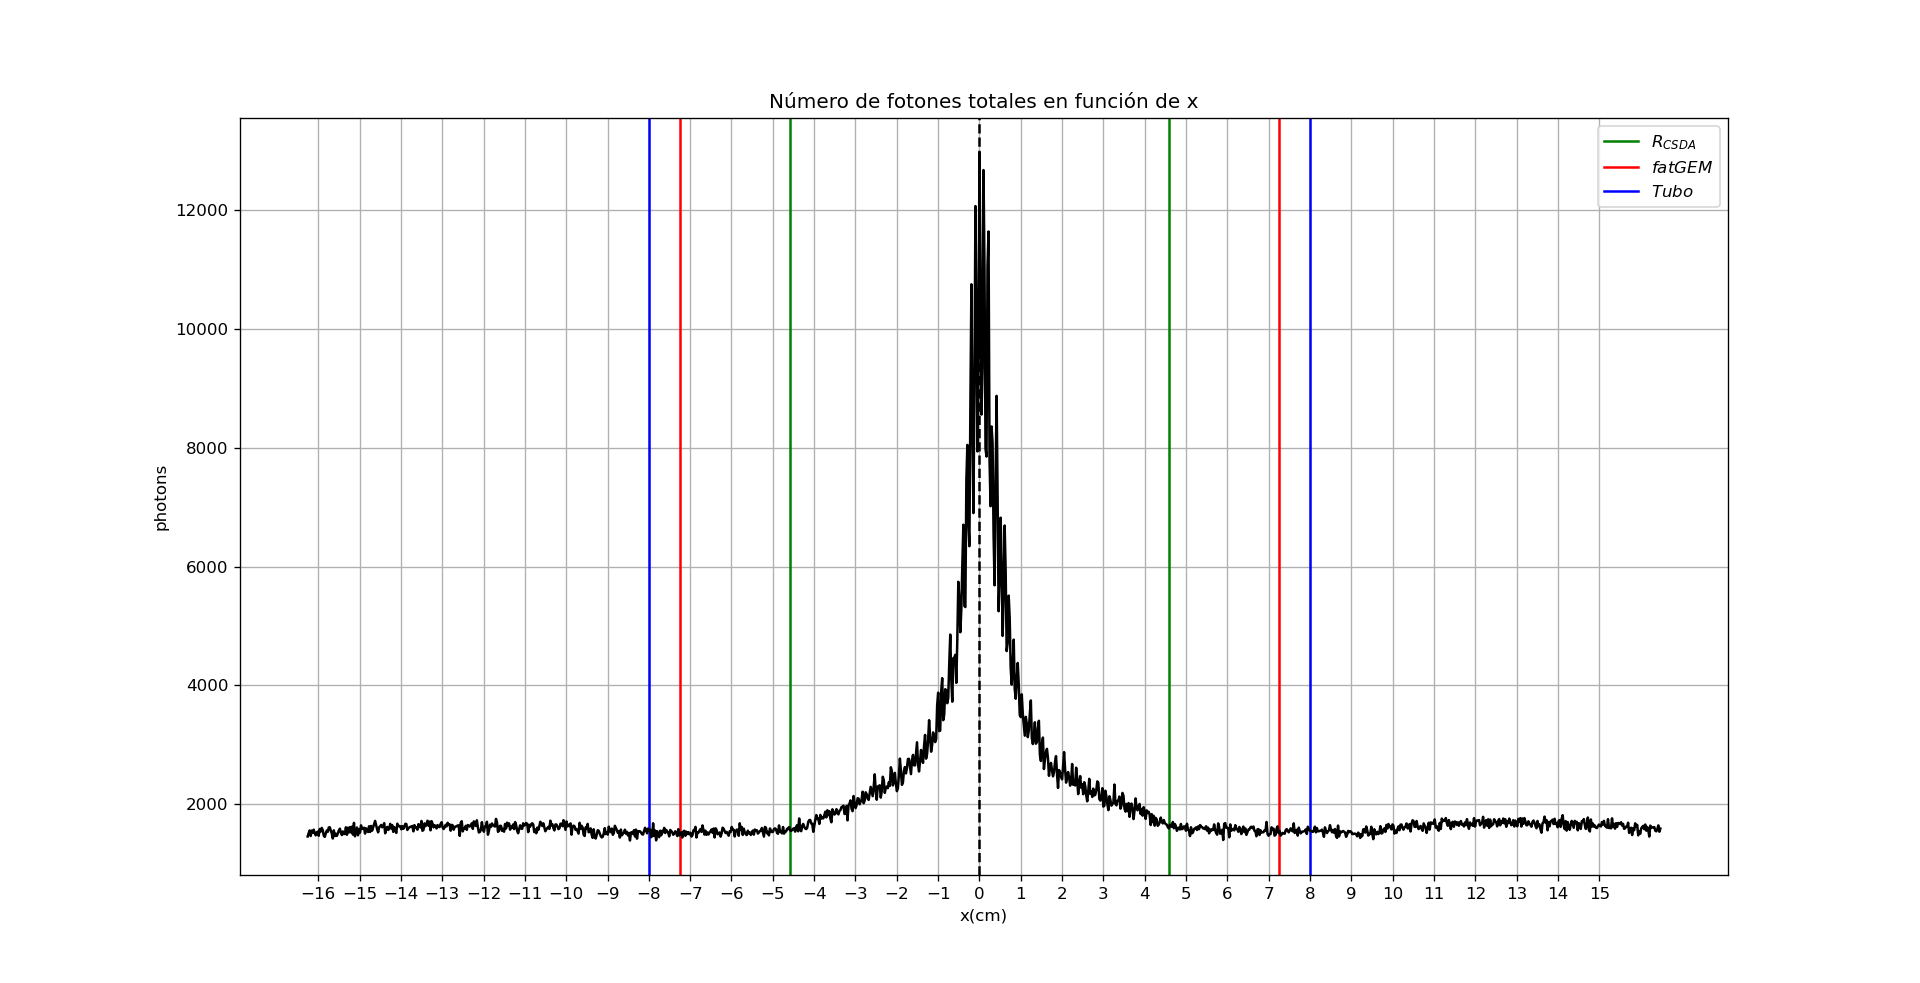 Número de fotones totales en función de x
R_CSDA
fatGEM
Tubo
12000
10000
8000
6000
4000
2000
photons
−16 −15 −14 −13 −12 −11 −10 −9 −8 −7 −6 −5 −4 −3 −2 −1 0 1 2 3 4 5 6 7 8 9 10 11 12 13 14 15
x(cm)